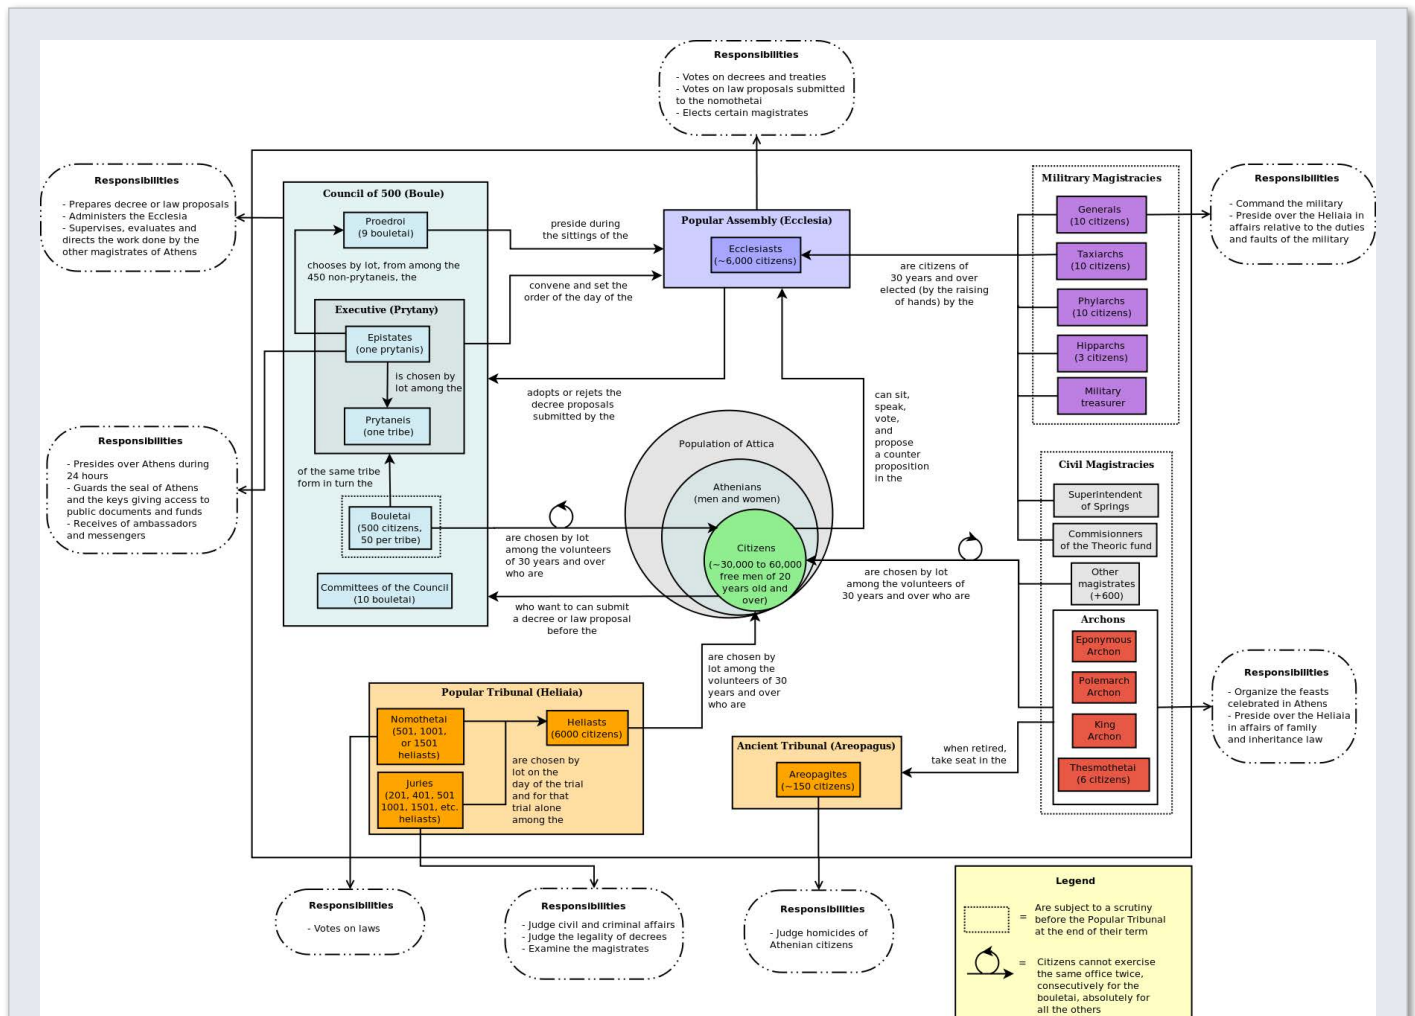 Responsibilities
- Votes on decrees and treaties
- Votes on law proposals submitted
to the nomothetai
- Elects certain magistrates
Responsibilities
- Prepares decree or law proposals
- Administers the Ecclesia
- Supervises, evaluates and
directs the work done by the
other magistrates of Athens
Council of 500 (Boule)
Proedroi
(9 bouletai)
chooses by lot, from among the
450 non-prytaneis, the
Executive (Prytany)
Epistates
(one prytanis)
is chosen by
lot among the
Prytaneis
(one tribe)
of the same tribe
form in turn the
Bouletai
(500 citizens,
50 per tribe)
Committees of the Council
(10 bouletai)
preside during
the sittings of the
convene and set the
order of the day of the
Popular Assembly (Ecclesia)
Ecclesiasts
(~6,000 citizens)
are citizens of
30 years and over
elected (by the raising
of hands) by the
Military Magistracies
Generals
(10 citizens)
Taxiarchs
(10 citizens)
Phylarchs
(10 citizens)
Hipparchs
(3 citizens)
Military
treasurer
Responsibilities
- Command the military
- Preside over the Heliaia in
affairs relative to the duties
and faults of the military
adopts or rejets the
decree proposals
submitted by the
can sit,
speak,
vote,
and
propose
a counter
proposition
in the
Responsibilities
- Presides over Athens during
24 hours
- Guards the seal of Athens
and the keys giving access to
public documents and funds
- Receives of ambassadors
and messengers
Population of Attica
Athenians
(men and women)
Citizens
(~30,000 to 60,000
free men of 20
years old and
over)
are chosen by lot
among the volunteers
of 30 years and over
who are
who want to can submit
a decree or law proposal
before the
are chosen by lot
among the volunteers of
30 years and over who are
Civil Magistracies
Superintendent
of Springs
Commisionners
of the Theoric fund
Other
magistrates
(+600)
Archons
Eponymous
Archon
Polemarch
Archon
King
Archon
Thesmothetai
(6 citizens)
Responsibilities
- Organize the feasts
celebrated in Athens
- Preside over the Heliaia
in affairs of family
and inheritance law
are chosen by
lot among the
volunteers of 30
years and over
who are
Popular Tribunal (Heliaia)
Nomothetai
(501, 1001,
or 1501
heliasts)
Heliasts
(6000 citizens)
Juries
(201, 401, 501
1001, 1501, etc.
heliasts)
are chosen by
lot on the
day of the trial
and for that
trial alone
among the
Ancient Tribunal (Areopagus)
Areopagites
(~150 citizens)
when retired,
take seat in the
Responsibilities
- Votes on laws
Responsibilities
- Judge civil and criminal affairs
- Judge the legality of decrees
- Examine the magistrates
Responsibilities
- Judge homicides of
Athenian citizens
Legend
= Are subject to a scrutiny
before the Popular Tribunal
at the end of their term
= Citizens cannot exercise
the same office twice,
consecutively for the
bouletai, absolutely for
all the others